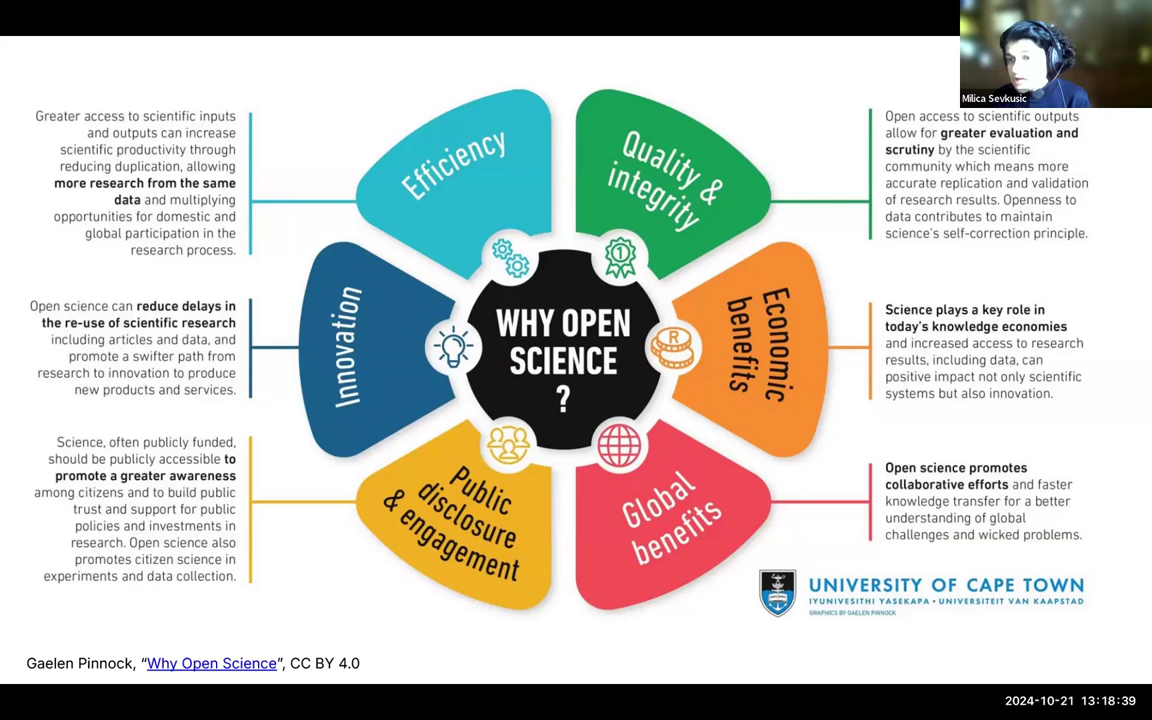 Milica Sevkusic
Greater access to scientific inputs
and outputs can increase
scientific productivity through
reducing duplication, allowing
more research from the same
data and multiplying
opportunities for domestic and
global participation in the
research process.
Efficiency
Quality &
integrity
Open access to scientific outputs
allow for greater evaluation and
scrutiny by the scientific
community which means more
accurate replication and validation
of research results. Openness to
data contributes to maintain
science's self-correction principle.
Open science can reduce delays in
the re-use of scientific research
including articles and data, and
promote a swifter path from
research to innovation to produce
new products and services.
Innovation
WHY OPEN
SCIENCE
?
1
R
Economic
benefits
Science plays a key role in
today's knowledge economies
and increased access to research
results, including data, can
positive impact not only scientific
systems but also innovation.
Science, often publicly funded,
should be publicly accessible to
promote a greater awareness
among citizens and to build public
trust and support for public
policies and investments in
research. Open science also
promotes citizen science in
experiments and data collection.
Public
disclosure
& engagement
Global
benefits
Open science promotes
collaborative efforts and faster
knowledge transfer for a better
understanding of global
challenges and wicked problems.
UNIVERSITY OF CAPE TOWN
IYUNIVESITHI YASEKAPA • UNIVERSITEIT VAN KAAPSTAD
GRAPHICS BY GAELEN PINNOCK
Gaelen Pinnock, “Why Open Science”, CC BY 4.0
2024-10-21 13:18:39